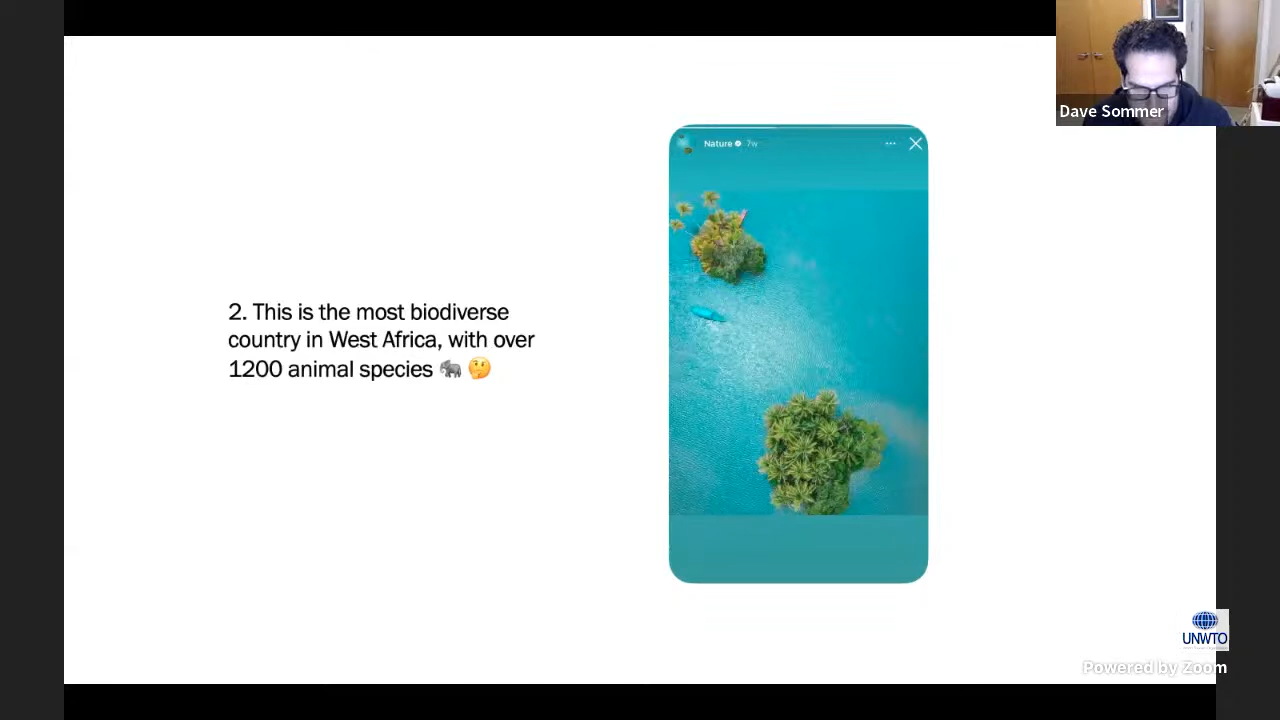 Dave Sommer
Nature 7w
2. This is the most biodiverse
country in West Africa, with over
1200 animal species 🐘 🤔
UNWTO
Powered by Zoom